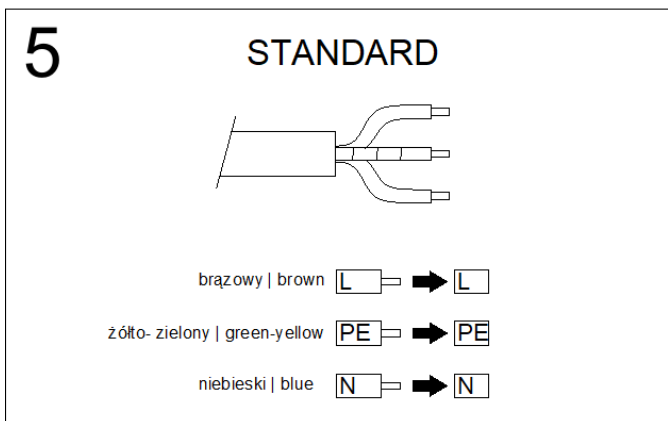 5
STANDARD
brązowy | brown L L
żółto- zielony | green-yellow PE PE
niebieski | blue N N